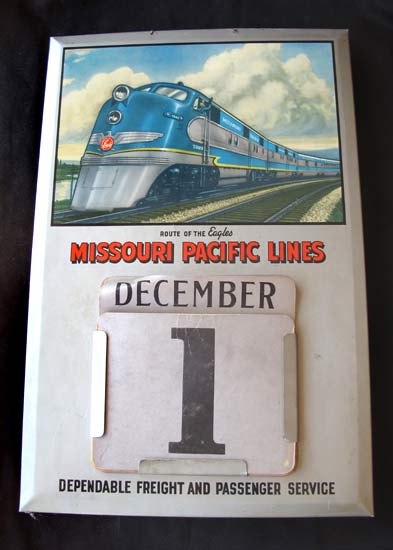 ROUTE OF THE Eagles
MISSOURI PACIFIC LINES
DECEMBER
1
DEPENDABLE FREIGHT AND PASSENGER SERVICE